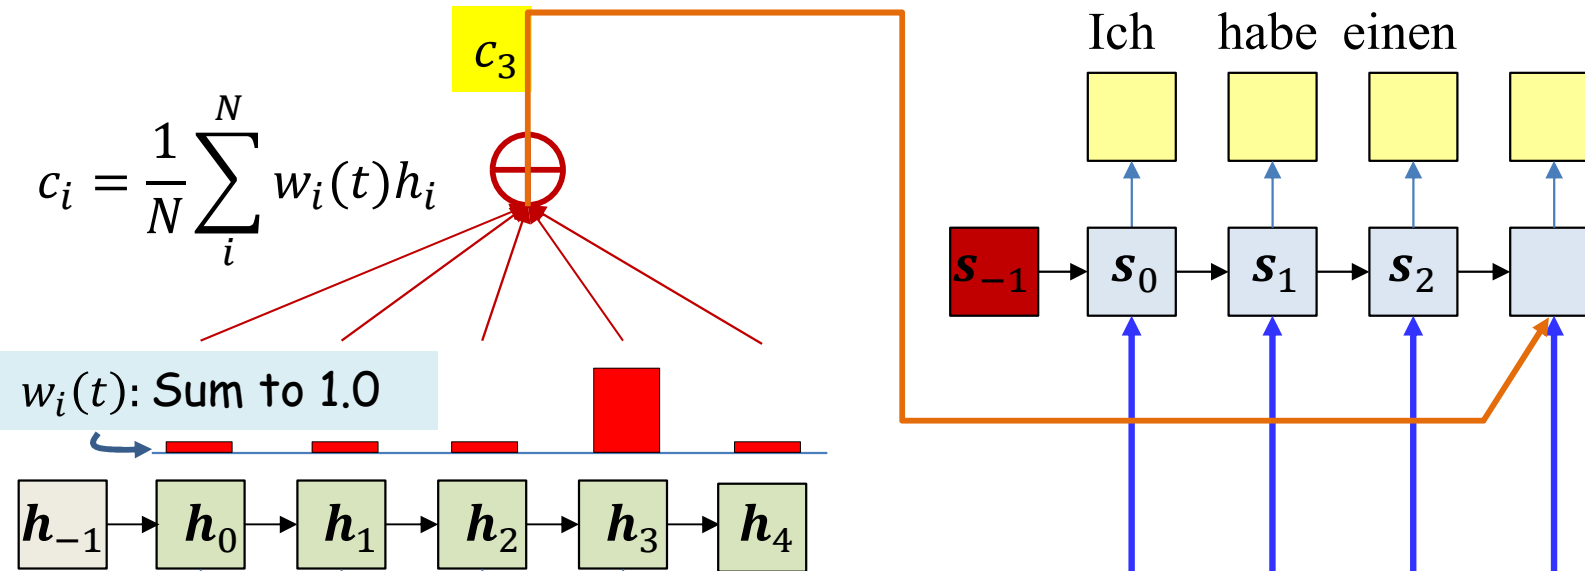 c₃
Ich habe einen
cᵢ = 1/N ∑ᵢᴺ wᵢ(t)hᵢ
s₋₁ s₀ s₁ s₂
wᵢ(t): Sum to 1.0
h₋₁ h₀ h₁ h₂ h₃ h₄